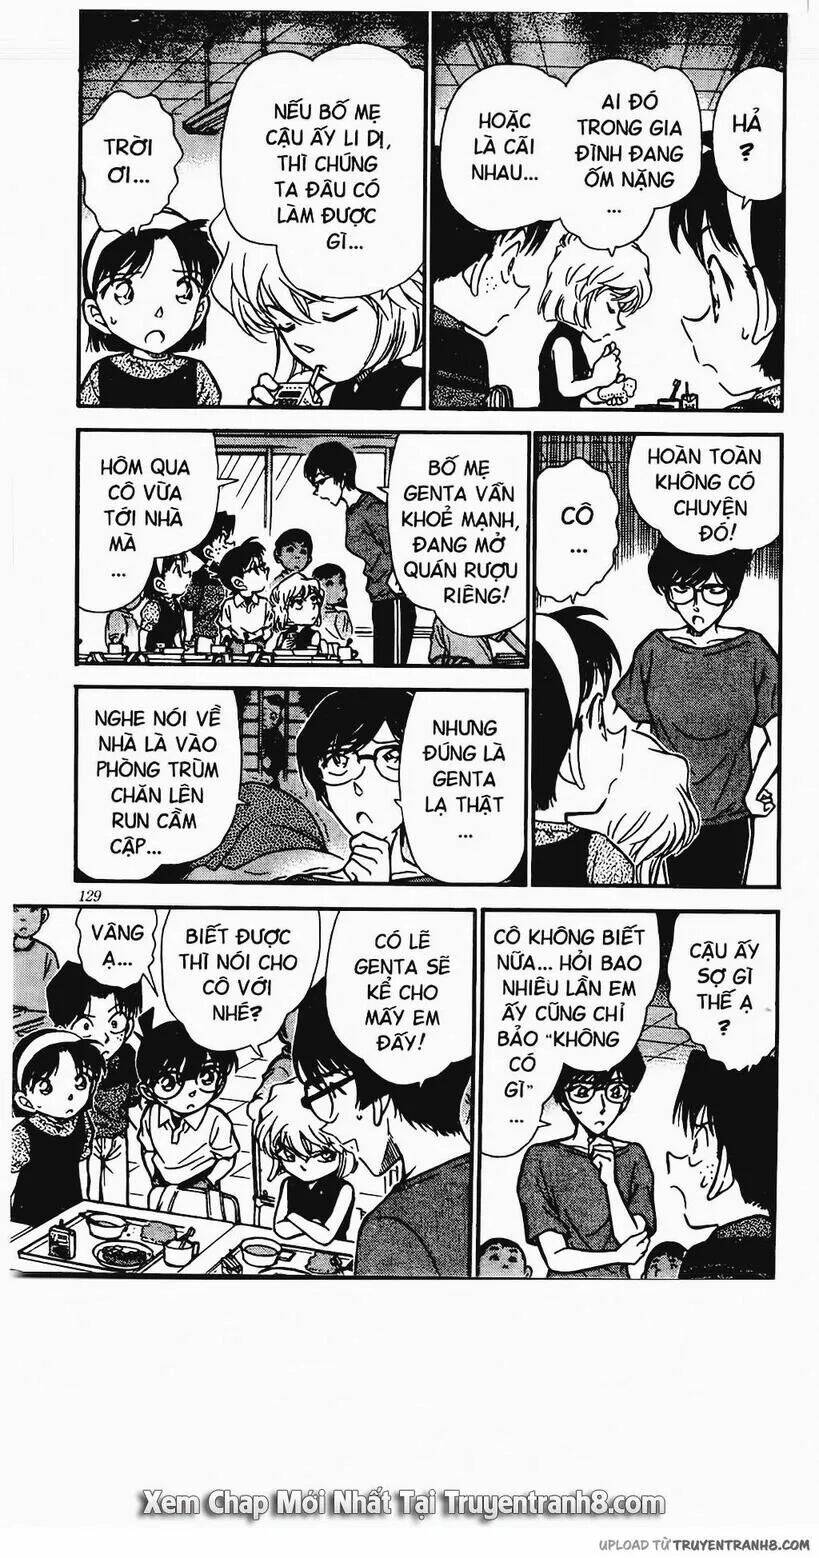 HẢ
?
AI ĐÓ
TRONG GIA
ĐÌNH ĐANG
ỐM NẶNG
...
HOẶC
LÀ CÃI
NHAU...
NẾU BỐ MẸ
CẬU ẤY LI DỊ,
THÌ CHÚNG
TA ĐÂU CÓ
LÀM ĐƯỢC
GÌ...
TRỜI
ƠI...
HOÀN TOÀN
KHÔNG CÓ
CHUYỆN
ĐÓ!
CÔ
...
BỐ MẸ
GENTA VẨN
KHOẺ MẠNH,
ĐANG MỞ
QUÁN RƯỢU
RIÊNG!
HÔM QUA
CÔ VỪA
TỚI NHÀ
MÀ
...
NHƯNG
ĐÚNG LÀ
GENTA
LẠ THẬT
...
NGHE NÓI VỀ
NHÀ LÀ VÀO
PHÒNG TRÙM
CHĂN LÊN
RUN CẦM
CẬP...
129
CẬU ẤY
SỢ GÌ
THẾ Ạ
?
CÔ KHÔNG BIẾT
NỮA... HỎI BAO
NHIÊU LẦN EM
ẤY CŨNG CHỈ
BẢO "KHÔNG
CÓ
GÌ"
...
CÓ LẼ
GENTA SẼ
KỂ CHO
MẤY EM
ĐẤY!
BIẾT ĐƯỢC
THÌ NÓI CHO
CÔ VỚI
NHÉ?
VÂNG
Ạ...
Xem Chap Mới Nhất Tại Truyentranh8.com
UPLOAD TỪ TRUYENTRANH8.COM